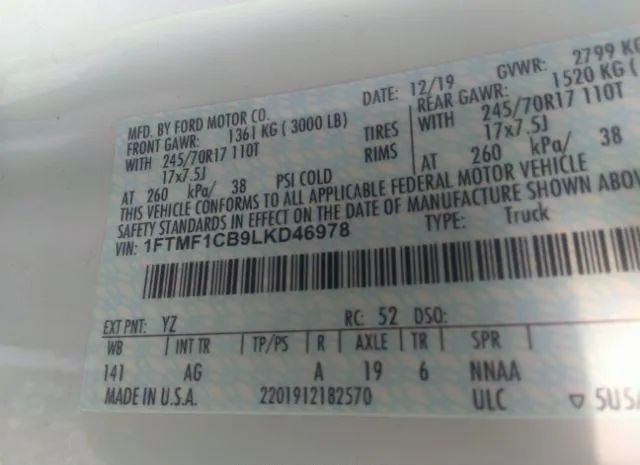 MFD. BY FORD MOTOR CO.
DATE: 12/19 GVWR: 2799 KG
FRONT GAWR: 1361 KG ( 3000 LB)
REAR GAWR: 1520 KG (
WITH 245/70R17 110T TIRES WITH 245/70R17 110T
17x7.5J RIMS 17x7.5J
AT 260 kPa/ 38 PSI COLD AT 260 kPa/ 38
THIS VEHICLE CONFORMS TO ALL APPLICABLE FEDERAL MOTOR VEHICLE
SAFETY STANDARDS IN EFFECT ON THE DATE OF MANUFACTURE SHOWN ABOV
VIN: 1FTMF1CB9LKD46978 TYPE: Truck
EXT PNT: YZ RC: 52 DSO:
WB INT TR TP/PS R AXLE TR SPR
141 AG A 19 6 NNAA
MADE IN U.S.A. 2201912182570 ULC ▽ 5USA